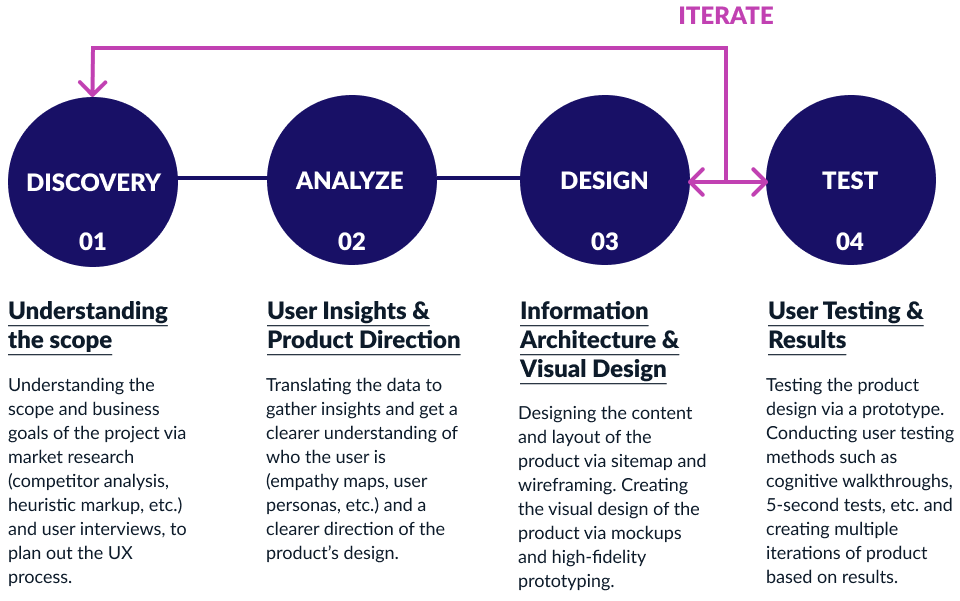 ITERATE
DISCOVERY
01
ANALYZE
02
DESIGN
03
TEST
04
Understanding
the scope
Understanding the
scope and business
goals of the project via
market research
(competitor analysis,
heuristic markup, etc.)
and user interviews, to
plan out the UX
process.
User Insights &
Product Direction
Translating the data to
gather insights and get a
clearer understanding of
who the user is
(empathy maps, user
personas, etc.) and a
clearer direction of the
product’s design.
Information
Architecture &
Visual Design
Designing the content
and layout of the
product via sitemap and
wireframing. Creating
the visual design of the
product via mockups
and high-fidelity
prototyping.
User Testing &
Results
Testing the product
design via a prototype.
Conducting user testing
methods such as
cognitive walkthroughs,
5-second tests, etc. and
creating multiple
iterations of product
based on results.